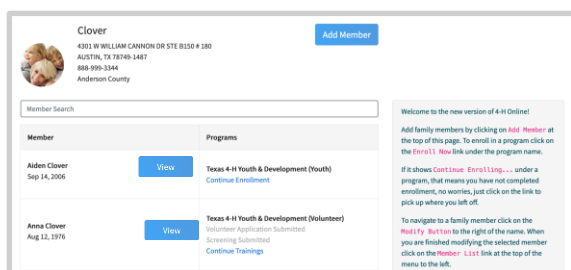 Clover
Add Member
4301 W WILLIAM CANNON DR STE B150 # 180
AUSTIN, TX 78749-1487
888-999-3344
Anderson County
Member Search
Member
Programs
Aiden Clover
Sep 14, 2006
View
Texas 4-H Youth & Development (Youth)
Continue Enrollment
Anna Clover
Aug 12, 1976
View
Texas 4-H Youth & Development (Volunteer)
Volunteer Application Submitted
Screening Submitted
Continue Trainings
Welcome to the new version of 4-H Online!
Add family members by clicking on Add Member at
the top of this page. To enroll in a program click on
the Enroll Now link under the program name.
If it shows Continue Enrolling... under a
program, that means you have not completed
enrollment, no worries, just click on the link to
pick up where you left off.
To navigate to a family member click on the
Modify Button to the right of the name. When
you are finished modifying the selected member
click on the Member List link at the top of the
menu to the left.